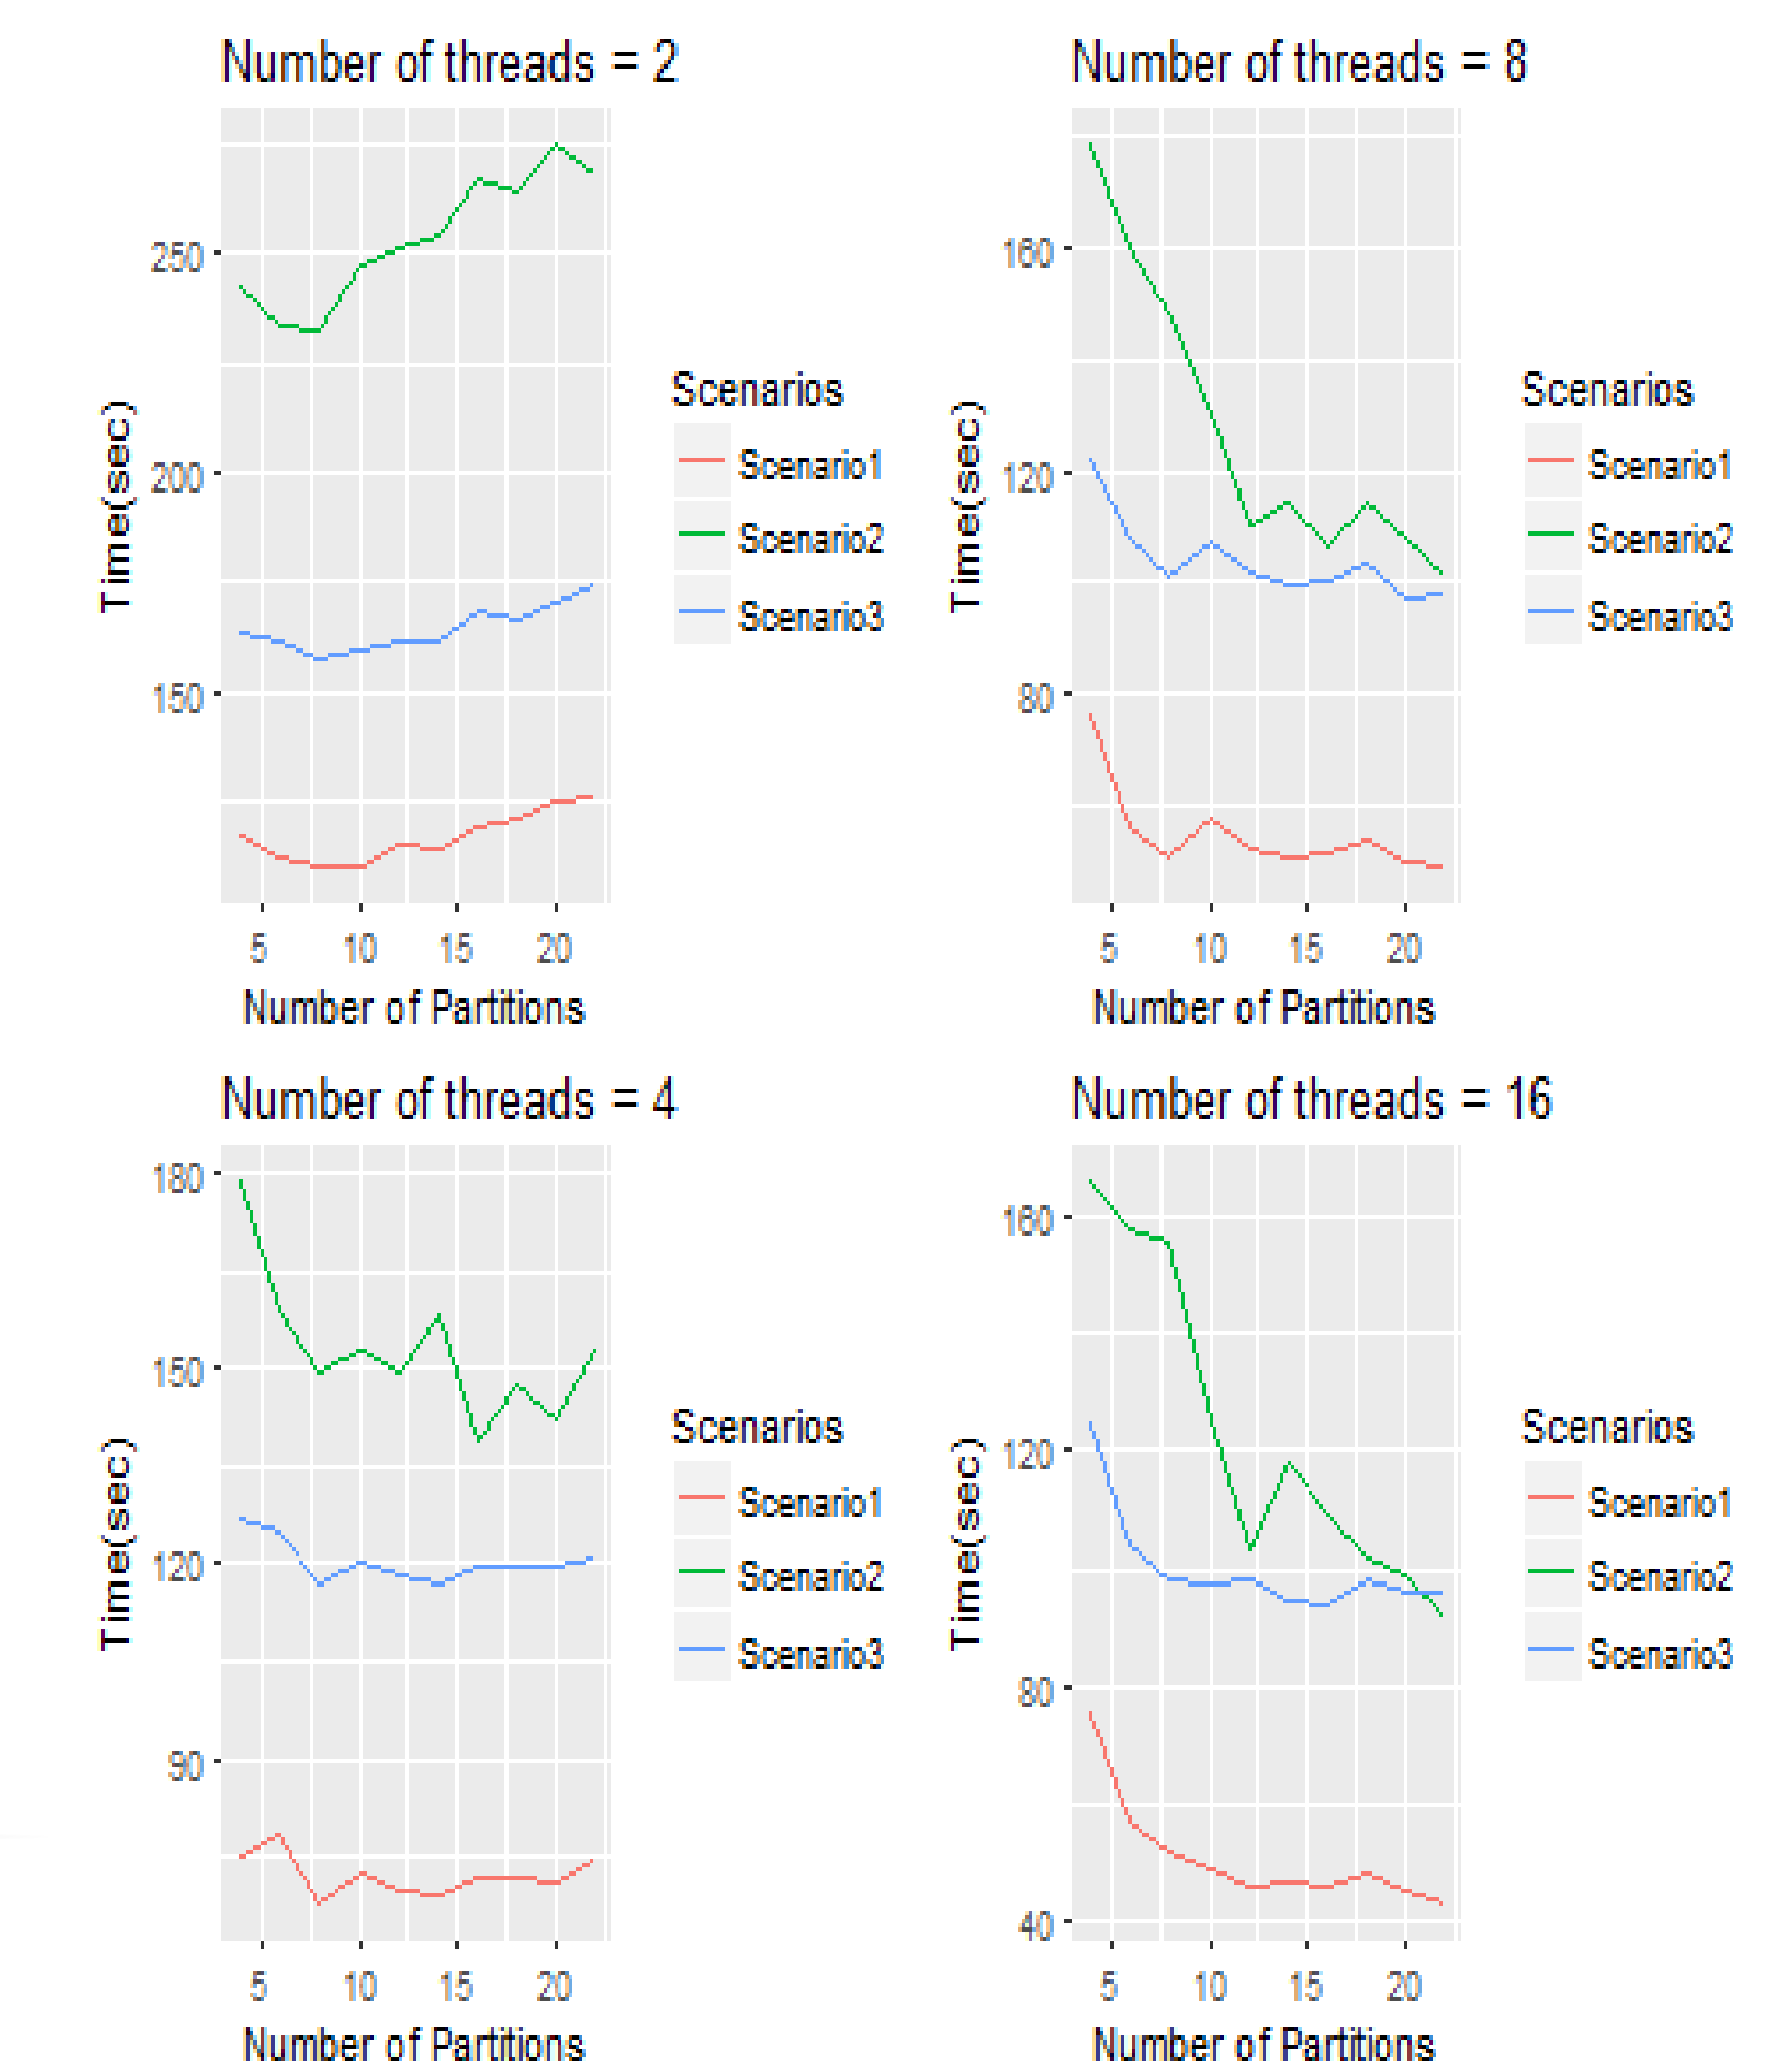 Number of threads = 2
250
200
150
Time(sec)
5 10 15 20
Number of Partitions
Scenarios
Scenario1
Scenario2
Scenario3
Number of threads = 8
160
120
80
Time(sec)
5 10 15 20
Number of Partitions
Scenarios
Scenario1
Scenario2
Scenario3
Number of threads = 4
180
150
120
90
Time(sec)
5 10 15 20
Number of Partitions
Scenarios
Scenario1
Scenario2
Scenario3
Number of threads = 16
160
120
80
40
Time(sec)
5 10 15 20
Number of Partitions
Scenarios
Scenario1
Scenario2
Scenario3